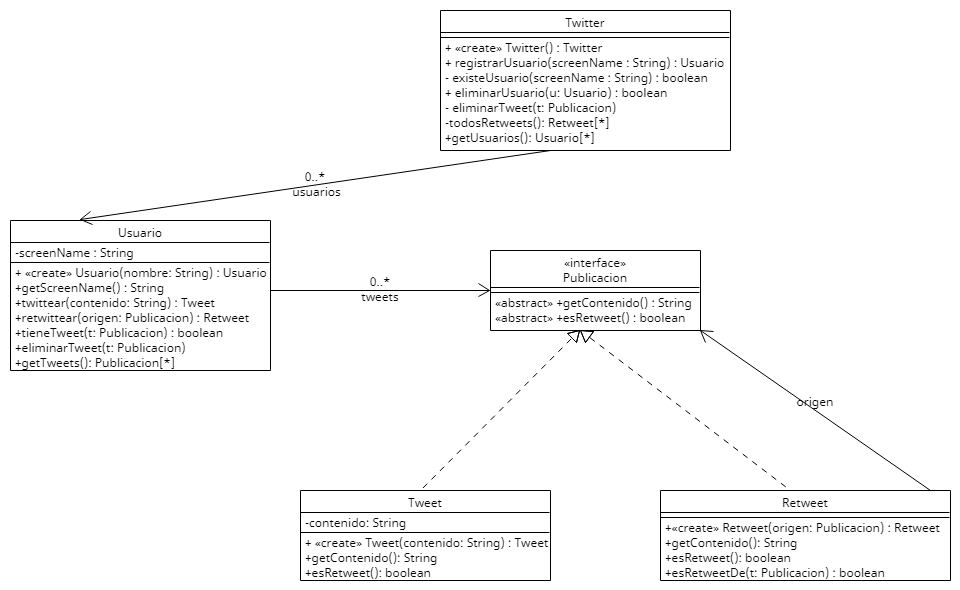 Twitter
+ «create» Twitter() : Twitter
+ registrarUsuario(screenName : String) : Usuario
- existeUsuario(screenName : String) : boolean
+ eliminarUsuario(u: Usuario) : boolean
- eliminarTweet(t: Publicacion)
-todosRetweets(): Retweet[*]
+getUsuarios(): Usuario[*]
0..*
usuarios
Usuario
-screenName : String
+ «create» Usuario(nombre: String) : Usuario
+getScreenName() : String
+twittear(contenido: String) : Tweet
+retwittear(origen: Publicacion) : Retweet
+tieneTweet(t: Publicacion) : boolean
+eliminarTweet(t: Publicacion)
+getTweets(): Publicacion[*]
0..*
tweets
«interface»
Publicacion
«abstract» +getContenido() : String
«abstract» +esRetweet() : boolean
origen
Tweet
-contenido: String
+ «create» Tweet(contenido: String) : Tweet
+getContenido(): String
+esRetweet(): boolean
Retweet
+«create» Retweet(origen: Publicacion) : Retweet
+getContenido(): String
+esRetweet(): boolean
+esRetweetDe(t: Publicacion) : boolean